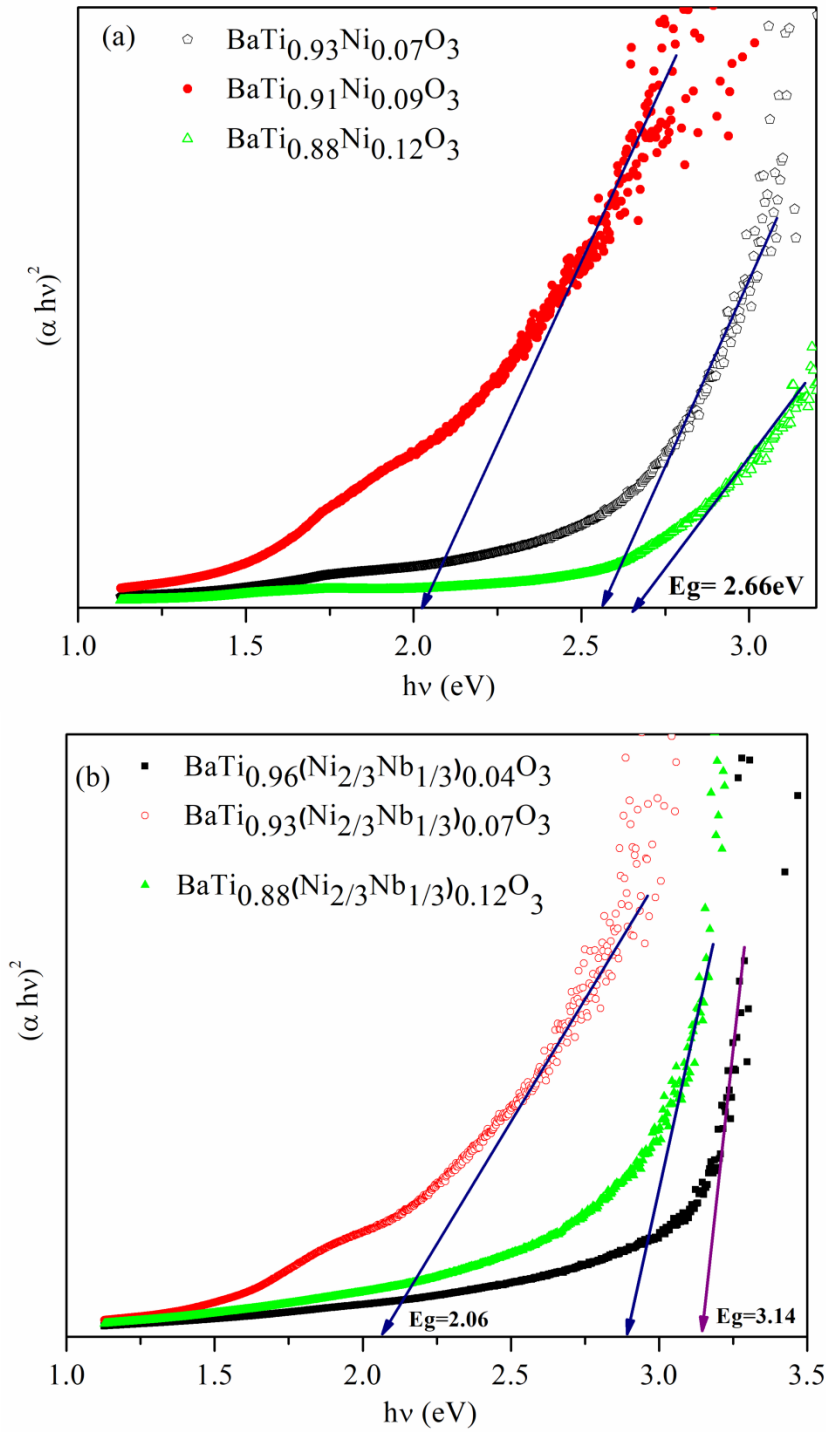 (a)
BaTi0.93Ni0.07O3
BaTi0.91Ni0.09O3
BaTi0.88Ni0.12O3
(α hν)2
Eg= 2.66eV
1.0 1.5 2.0 2.5 3.0
hν (eV)
(b)
BaTi0.96(Ni2/3Nb1/3)0.04O3
BaTi0.93(Ni2/3Nb1/3)0.07O3
BaTi0.88(Ni2/3Nb1/3)0.12O3
(α hν)2
Eg=2.06
Eg=3.14
1.0 1.5 2.0 2.5 3.0 3.5
hν (eV)